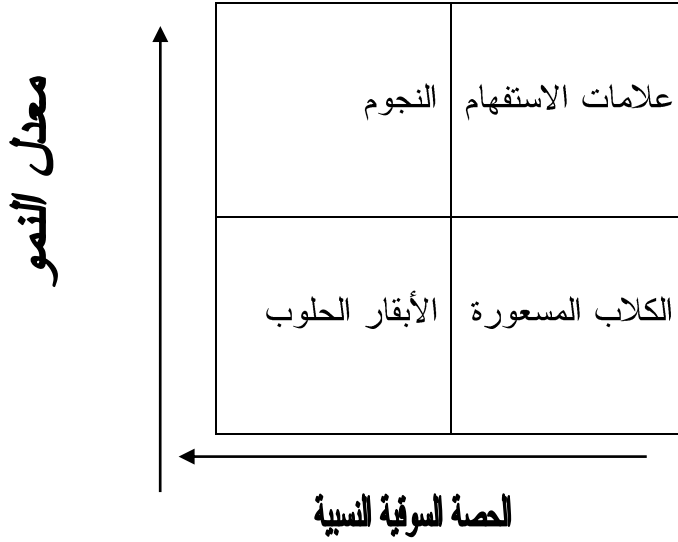 علامات الاستفهام
النجوم
الكلاب المسعورة
الأبقار الحلوب
معدل النمو
الحصة السوقية النسبية